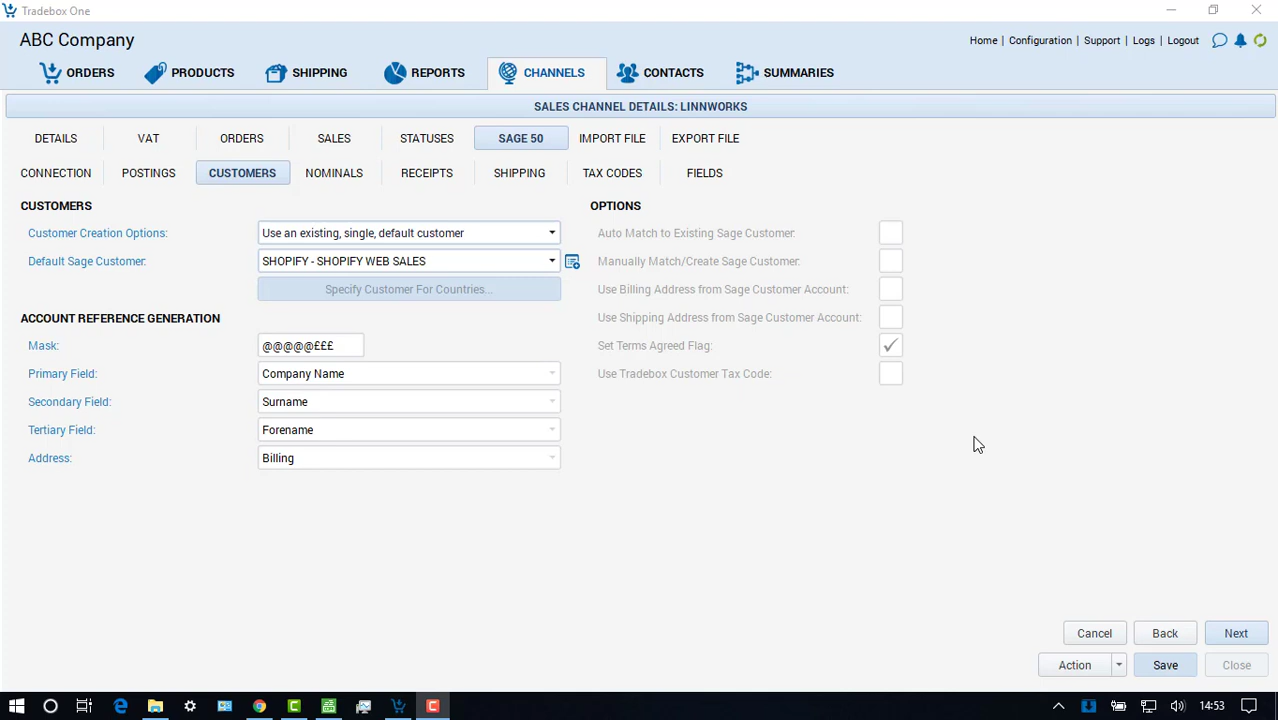 Tradebox One
ABC Company
Home | Configuration | Support | Logs | Logout
ORDERS PRODUCTS SHIPPING REPORTS CHANNELS CONTACTS SUMMARIES
SALES CHANNEL DETAILS: LINNWORKS
DETAILS VAT ORDERS SALES STATUSES SAGE 50 IMPORT FILE EXPORT FILE
CONNECTION POSTINGS CUSTOMERS NOMINALS RECEIPTS SHIPPING TAX CODES FIELDS
CUSTOMERS
Customer Creation Options: Use an existing, single, default customer
Default Sage Customer: SHOPIFY - SHOPIFY WEB SALES
Specify Customer For Countries...
ACCOUNT REFERENCE GENERATION
Mask: @@@@@£££
Primary Field: Company Name
Secondary Field: Surname
Tertiary Field: Forename
Address: Billing
OPTIONS
Auto Match to Existing Sage Customer:
Manually Match/Create Sage Customer:
Use Billing Address from Sage Customer Account:
Use Shipping Address from Sage Customer Account:
Set Terms Agreed Flag:
Use Tradebox Customer Tax Code:
Cancel Back Next
Action Save Close
14:53